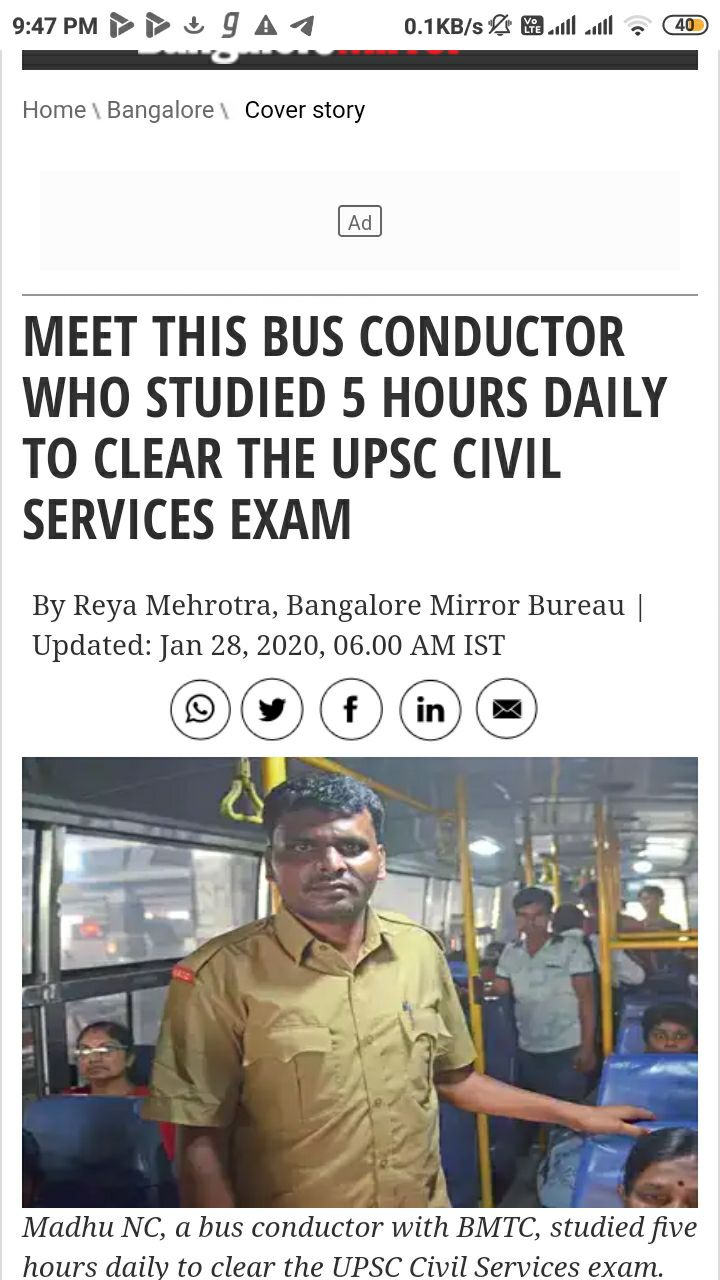 9:47 PM g 0.1KB/s Vo LTE 40
Home \ Bangalore \ Cover story
Ad
MEET THIS BUS CONDUCTOR
WHO STUDIED 5 HOURS DAILY
TO CLEAR THE UPSC CIVIL
SERVICES EXAM
By Reya Mehrotra, Bangalore Mirror Bureau |
Updated: Jan 28, 2020, 06.00 AM IST
f in
Madhu NC, a bus conductor with BMTC, studied five
hours daily to clear the UPSC Civil Services exam.